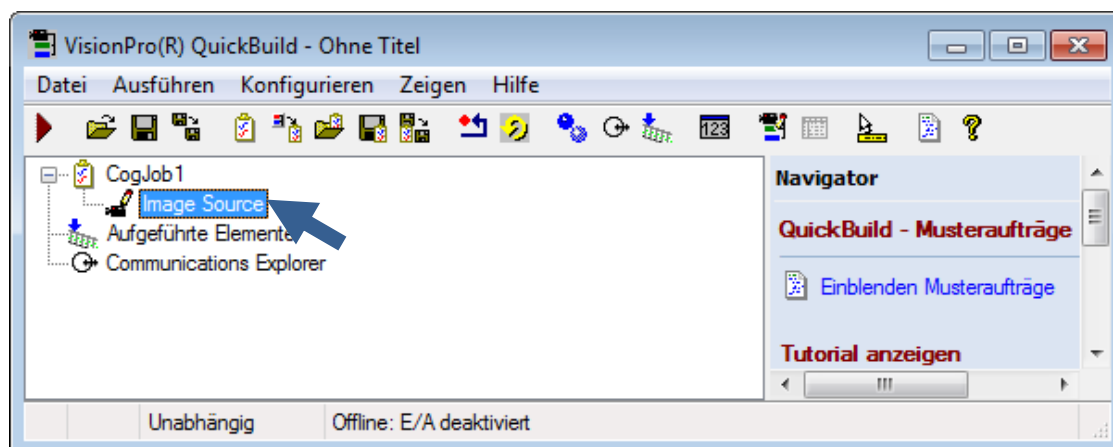 VisionPro(R) QuickBuild - Ohne Titel
Datei Ausführen Konfigurieren Zeigen Hilfe
123
CogJob1
Image Source
Aufgeführte Elemente
Communications Explorer
Navigator
QuickBuild - Musteraufträge
Einblenden Musteraufträge
Tutorial anzeigen
Unabhängig Offline: E/A deaktiviert